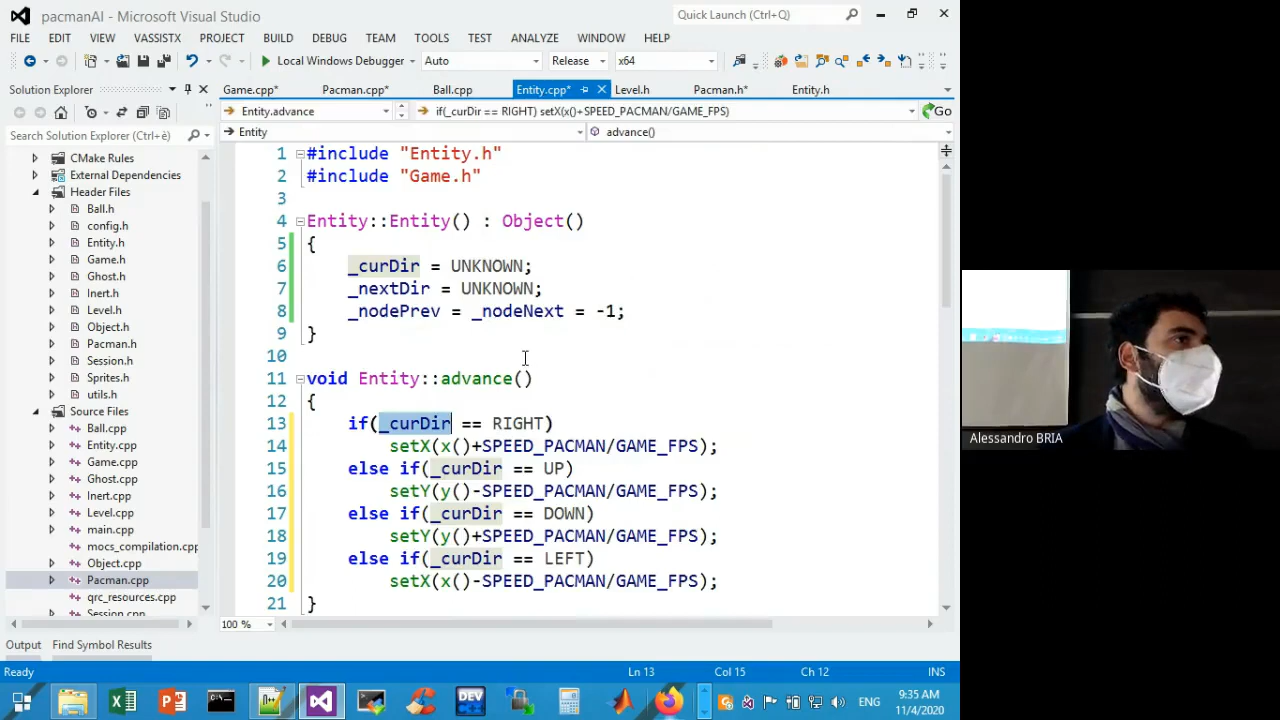 pacmanAI - Microsoft Visual Studio
Quick Launch (Ctrl+Q)
FILE EDIT VIEW VASSISTX PROJECT BUILD DEBUG TEAM TOOLS TEST ANALYZE WINDOW HELP
Local Windows Debugger Auto Release x64
Solution Explorer
Game.cpp* Pacman.cpp* Ball.cpp Entity.cpp* Level.h Pacman.h* Entity.h
Entity.advance
if(_curDir == RIGHT) setX(x()+SPEED_PACMAN/GAME_FPS)
Go
Search Solution Explorer (Ctrl+è)
Entity
advance()
CMake Rules
External Dependencies
Header Files
Ball.h
config.h
Entity.h
Game.h
Ghost.h
Inert.h
Level.h
Object.h
Pacman.h
Session.h
Sprites.h
utils.h
Source Files
Ball.cpp
Entity.cpp
Game.cpp
Ghost.cpp
Inert.cpp
Level.cpp
main.cpp
mocs_compilation.cpp
Object.cpp
Pacman.cpp
qrc_resources.cpp
Session.cpp
1 #include "Entity.h"
2 #include "Game.h"
3
4 Entity::Entity() : Object()
5 {
6 _curDir = UNKNOWN;
7 _nextDir = UNKNOWN;
8 _nodePrev = _nodeNext = -1;
9 }
10
11 void Entity::advance()
12 {
13 if(_curDir == RIGHT)
14 setX(x()+SPEED_PACMAN/GAME_FPS);
15 else if(_curDir == UP)
16 setY(y()-SPEED_PACMAN/GAME_FPS);
17 else if(_curDir == DOWN)
18 setY(y()+SPEED_PACMAN/GAME_FPS);
19 else if(_curDir == LEFT)
20 setX(x()-SPEED_PACMAN/GAME_FPS);
21 }
100 %
Output Find Symbol Results
Ready Ln 13 Col 15 Ch 12 INS
DEV
ENG
9:35 AM
11/4/2020
Alessandro BRIA